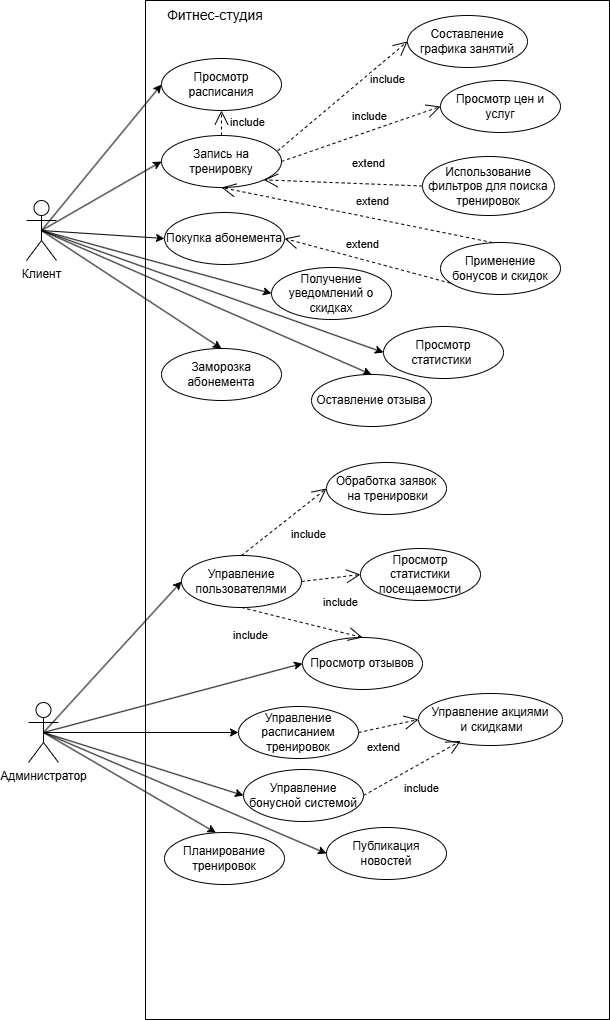 Фитнес-студия
Составление
графика занятий
Просмотр
расписания
include
Просмотр цен и
услуг
include
include
Запись на
тренировку
extend
Использование
фильтров для поиска
тренировок
extend
Покупка абонемента
extend
Применение
бонусов и скидок
Клиент
Получение
уведомлений о
скидках
Просмотр
статистики
Заморозка
абонемента
Оставление отзыва
Обработка заявок
на тренировки
include
Управление
пользователями
Просмотр
статистики
посещаемости
include
include
Просмотр отзывов
Управление
расписанием
тренировок
Управление акциями
и скидками
extend
Администратор
Управление
бонусной системой
include
Планирование
тренировок
Публикация
новостей